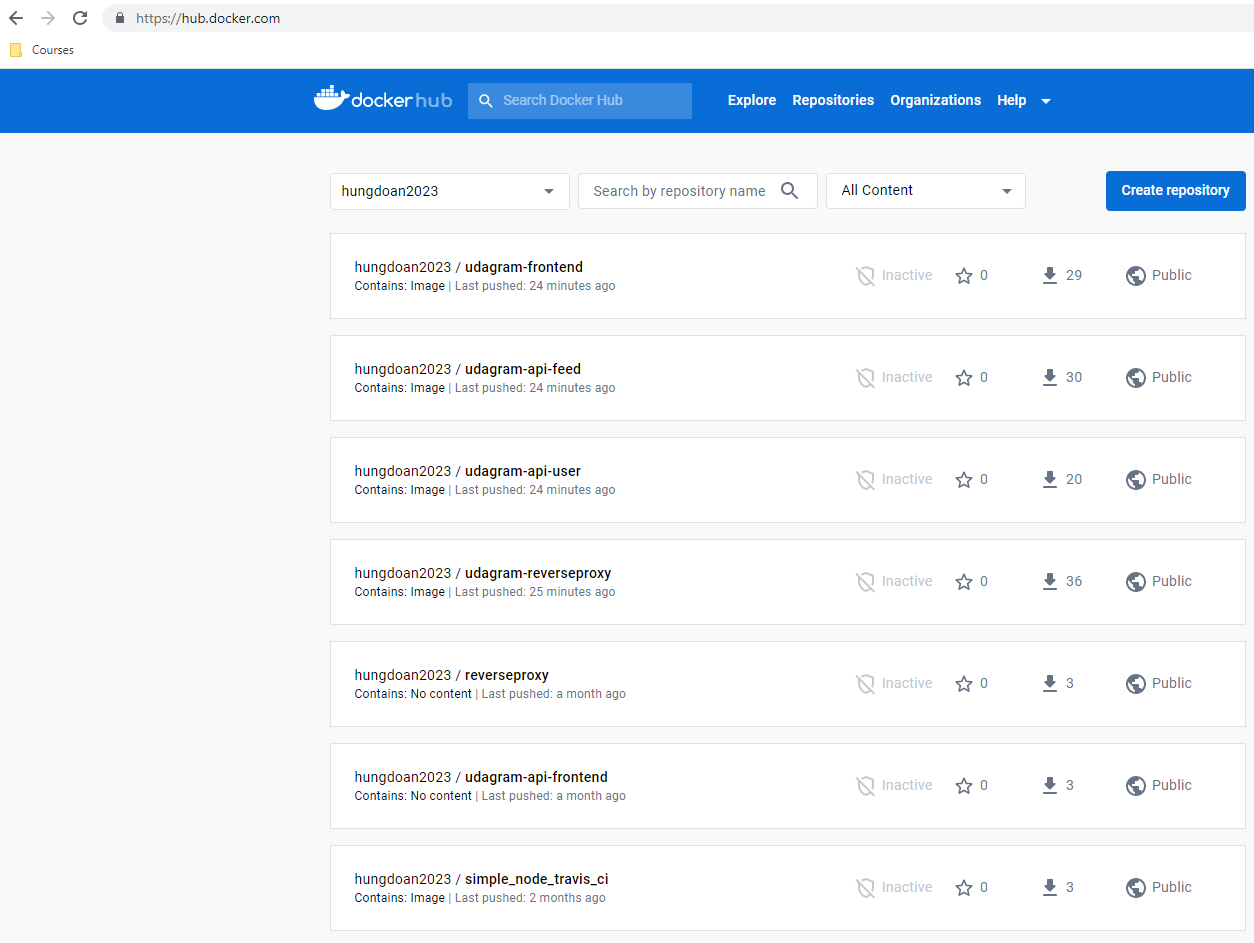 https://hub.docker.com
Courses
docker hub Search Docker Hub Explore Repositories Organizations Help
hungdoan2023 Search by repository name All Content Create repository
hungdoan2023 / udagram-frontend Inactive 0 29 Public
Contains: Image | Last pushed: 24 minutes ago
hungdoan2023 / udagram-api-feed Inactive 0 30 Public
Contains: Image | Last pushed: 24 minutes ago
hungdoan2023 / udagram-api-user Inactive 0 20 Public
Contains: Image | Last pushed: 24 minutes ago
hungdoan2023 / udagram-reverseproxy Inactive 0 36 Public
Contains: Image | Last pushed: 25 minutes ago
hungdoan2023 / reverseproxy Inactive 0 3 Public
Contains: No content | Last pushed: a month ago
hungdoan2023 / udagram-api-frontend Inactive 0 3 Public
Contains: No content | Last pushed: a month ago
hungdoan2023 / simple_node_travis_ci Inactive 0 3 Public
Contains: Image | Last pushed: 2 months ago